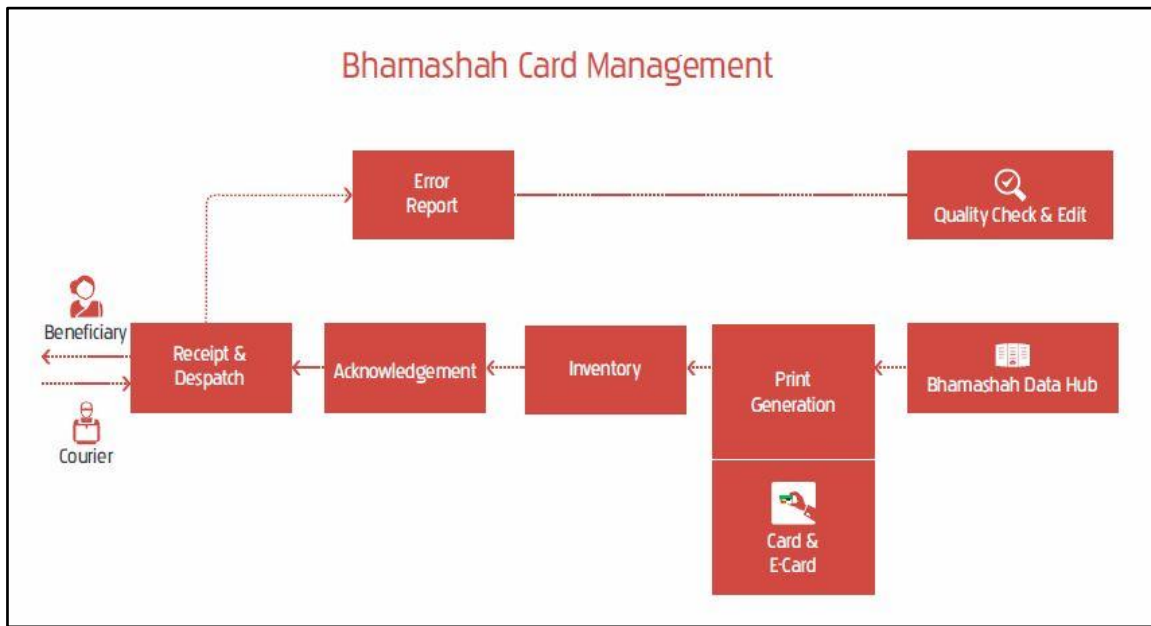 Bhamashah Card Management
Error
Report
Quality Check & Edit
Beneficiary
Receipt &
Despatch
Acknowledgement
Inventory
Print
Generation
Bhamashah Data Hub
Courier
Card &
E-Card